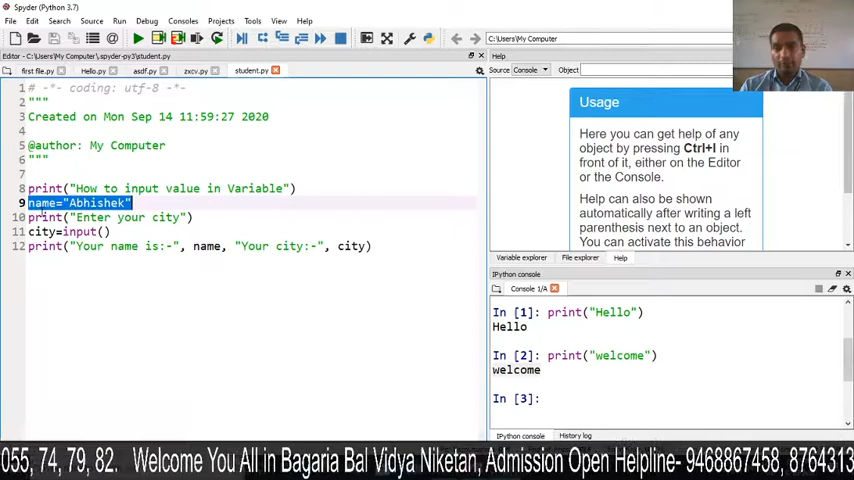 Spyder (Python 3.7)
File Edit Search Source Run Debug Consoles Projects Tools View Help
C:\Users\My Computer
Editor - C:\Users\My Computer\.spyder-py3\student.py
first file.py Hello.py asdf.py zxcv.py student.py
1 # -*- coding: utf-8 -*-
2 """
3 Created on Mon Sep 14 11:59:27 2020
4
5 @author: My Computer
6 """
7
8 print("How to input value in Variable")
9 name="Abhishek"
10 print("Enter your city")
11 city=input()
12 print("Your name is:-", name, "Your city:-", city)
Help
Source Console Object
Usage
Here you can get help of any
object by pressing Ctrl+I in
front of it, either on the Editor
or the Console.
Help can also be shown
automatically after writing a left
parenthesis next to an object.
You can activate this behavior
Variable explorer File explorer Help
IPython console
Console 1/A
In [1]: print("Hello")
Hello
In [2]: print("welcome")
welcome
In [3]:
IPython console History log
055, 74, 79, 82. Welcome You All in Bagaria Bal Vidya Niketan, Admission Open Helpline- 9468867458, 8764313